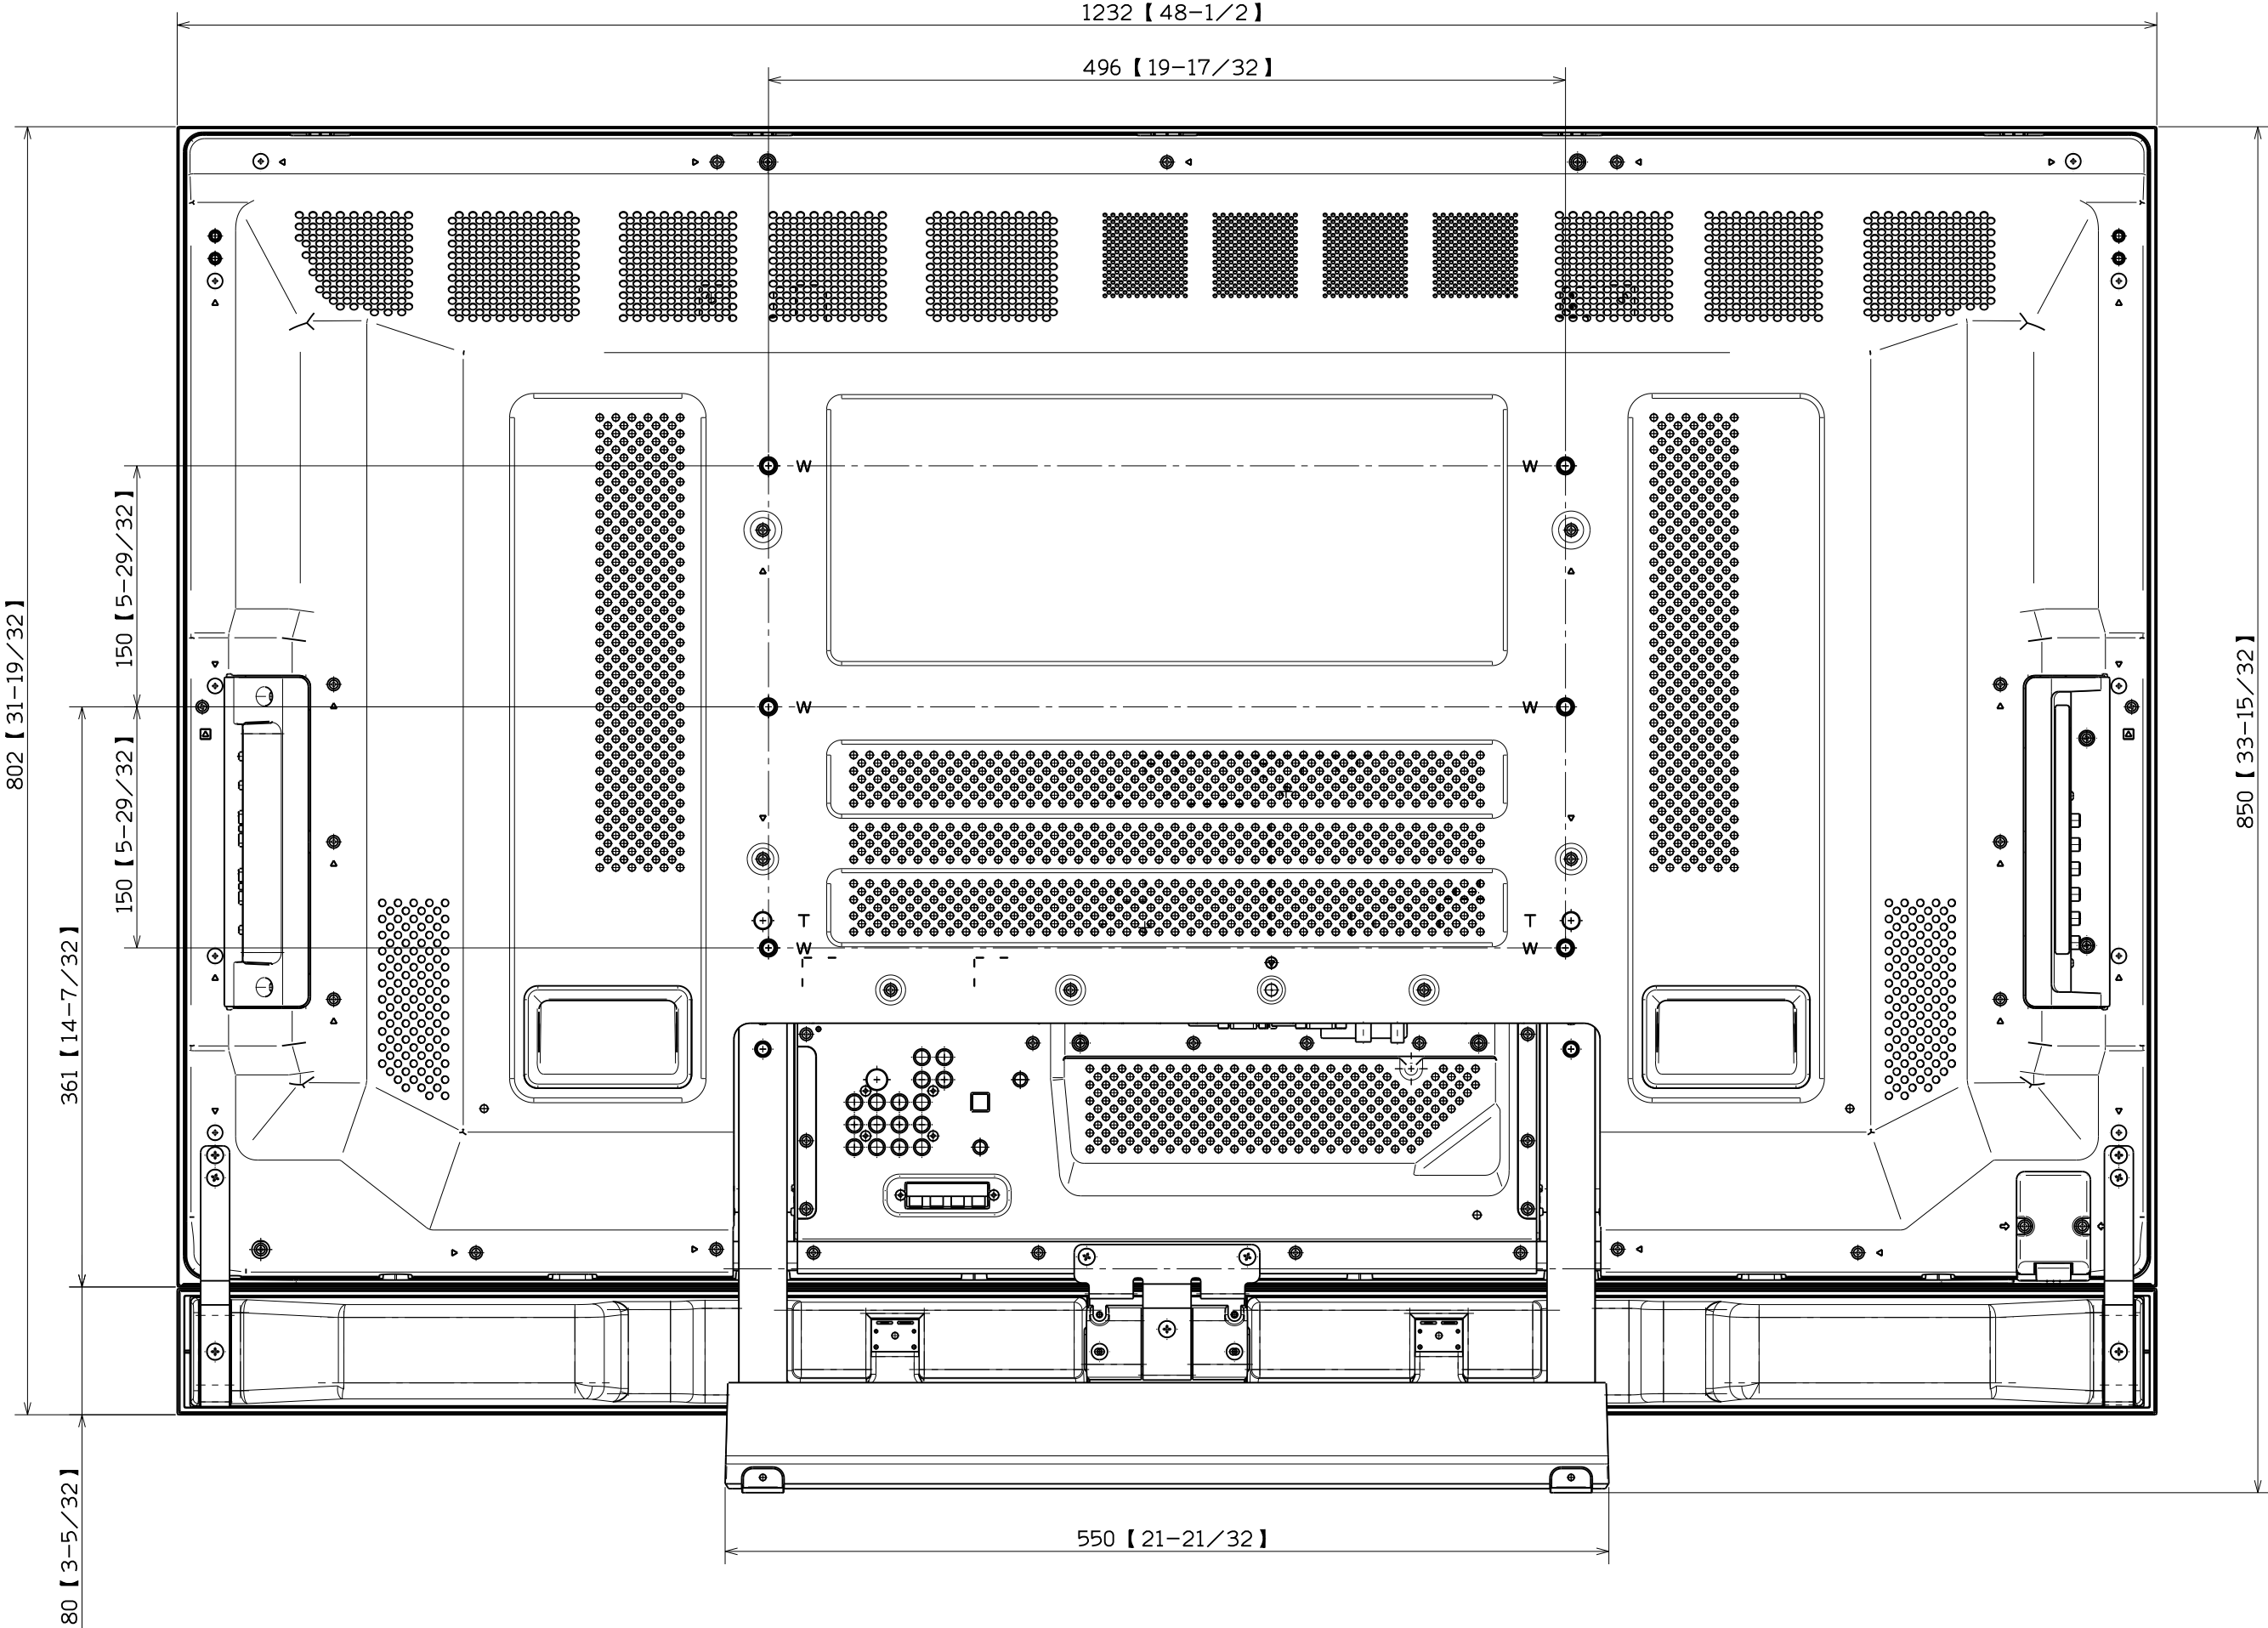 1232【48-1/2】
496【19-17/32】
W W
150【5-29/32】
802【31-19/32】
850【33-15/32】
W W
150【5-29/32】
T T
W W
361【14-7/32】
80【3-5/32】
550【21-21/32】